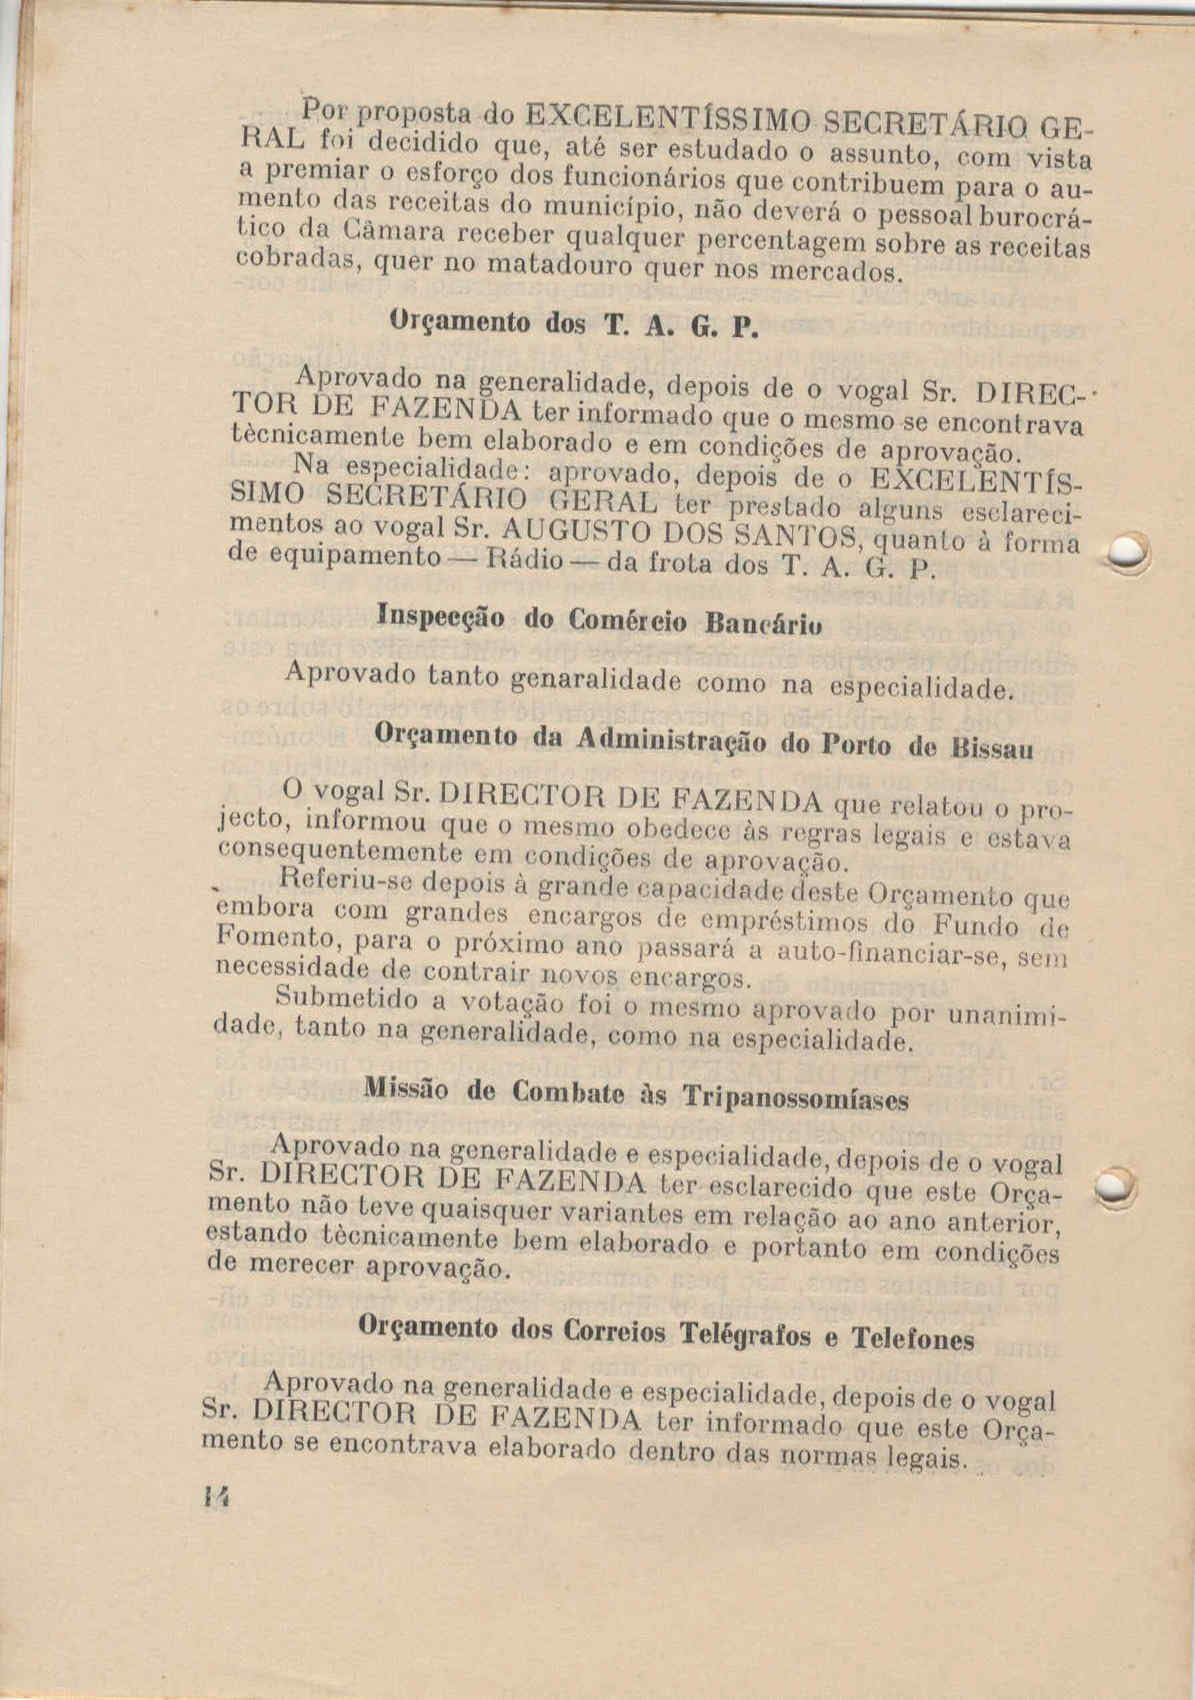 Por proposta do EXCELENTÍSSIMO SECRETÁRIO GE-
RAL foi decidido que, até ser estudado o assunto, com vista
a premiar o esforço dos funcionários que contribuem para o au-
mento das receitas do município, não deverá o pessoal burocrá-
tico da Câmara receber qualquer percentagem sobre as receitas
cobradas, quer no matadouro quer nos mercados.
Orçamento dos T. A. G. P.
Aprovado na generalidade, depois de o vogal Sr. DIREC-
TOR DE FAZENDA ter informado que o mesmo se encontrava
tècnicamente bem elaborado e em condições de aprovação.
Na especialidade: aprovado, depois de o EXCELENTÍS-
SIMO SECRETÁRIO GERAL ter prestado alguns esclareci-
mentos ao vogal Sr. AUGUSTO DOS SANTOS, quanto à forma
de equipamento — Rádio — da frota dos T. A. G. P.
Inspecção do Comércio Bancário
Aprovado tanto genaralidade como na especialidade.
Orçamento da Administração do Porto de Bissau
O vogal Sr. DIRECTOR DE FAZENDA que relatou o pro-
jecto, informou que o mesmo obedece às regras legais e estava
consequentemente em condições de aprovação.
Referiu-se depois à grande capacidade deste Orçamento que
embora com grandes encargos de empréstimos do Fundo de
Fomento, para o próximo ano passará a auto-financiar-se, sem
necessidade de contrair novos encargos.
Submetido a votação foi o mesmo aprovado por unanimi-
dade, tanto na generalidade, como na especialidade.
Missão de Combate às Tripanossomíases
Aprovado na generalidade e especialidade, depois de o vogal
Sr. DIRECTOR DE FAZENDA ter esclarecido que este Orça-
mento não teve quaisquer variantes em relação ao ano anterior,
estando tècnicamente bem elaborado e portanto em condições
de merecer aprovação.
Orçamento dos Correios Telégrafos e Telefones
Aprovado na generalidade e especialidade, depois de o vogal
Sr. DIRECTOR DE FAZENDA ter informado que este Orça-
mento se encontrava elaborado dentro das normas legais.
14